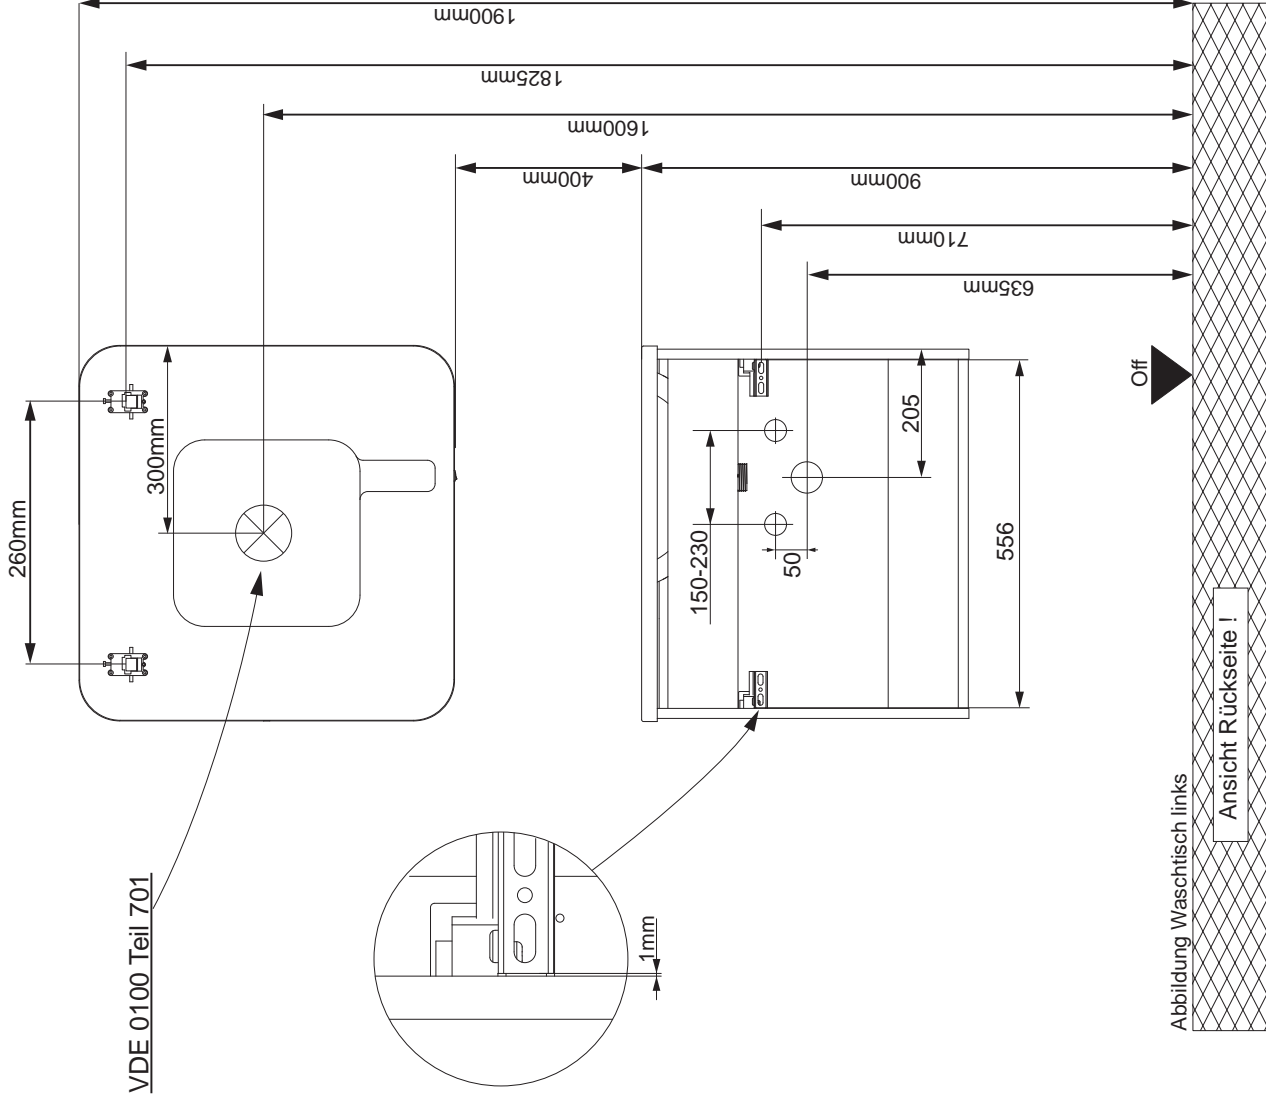 1900mm
1825mm
1600mm
400mm
900mm
710mm
635mm
260mm
300mm
150-230
50
205
556
Off
VDE 0100 Teil 701
1mm
Abbildung Waschtisch links
Ansicht Rückseite !